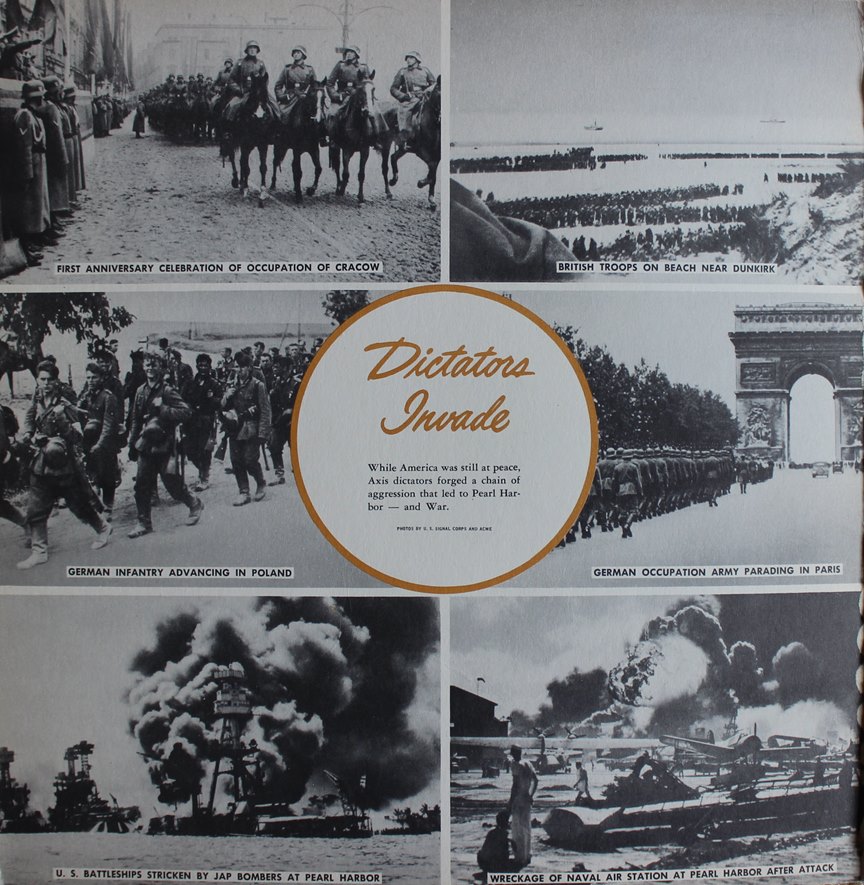 FIRST ANNIVERSARY CELEBRATION OF OCCUPATION OF CRACOW
BRITISH TROOPS ON BEACH NEAR DUNKIRK
Dictators
Invade
While America was still at peace,
Axis dictators forged a chain of
aggression that led to Pearl Har-
bor — and War.
PHOTOS BY U. S. SIGNAL CORPS AND ACME
GERMAN INFANTRY ADVANCING IN POLAND
GERMAN OCCUPATION ARMY PARADING IN PARIS
U. S. BATTLESHIPS STRICKEN BY JAP BOMBERS AT PEARL HARBOR
WRECKAGE OF NAVAL AIR STATION AT PEARL HARBOR AFTER ATTACK